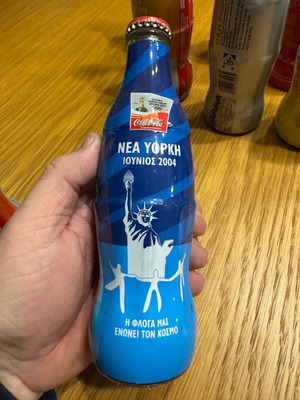 Coca-Cola
ΝΕΑ ΥΟΡΚΗ
ΙΟΥΝΙΟΣ 2004
Η ΦΛΟΓΑ ΜΑΣ
ΕΝΩΝΕΙ ΤΟΝ ΚΟΣΜΟ